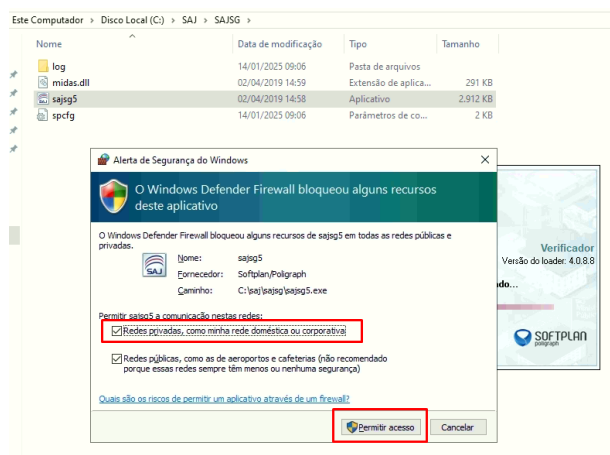 Este Computador › Disco Local (C:) › SAJ › SAJSG ›
Nome Data de modificação Tipo Tamanho
log 14/01/2025 09:06 Pasta de arquivos
midas.dll 02/04/2019 14:59 Extensão de aplica... 291 KB
sajsg5 02/04/2019 14:58 Aplicativo 2.912 KB
spcfg 14/01/2025 09:06 Parâmetros de co... 2 KB
Alerta de Segurança do Windows
O Windows Defender Firewall bloqueou alguns recursos
deste aplicativo
O Windows Defender Firewall bloqueou alguns recursos de sajsg5 em todas as redes públicas e
privadas.
SAJ
Nome: sajsg5
Fornecedor: Softplan/Poligraph
Caminho: C:\saj\sajsg\sajsg5.exe
Permitir sajsg5 a comunicação nestas redes:
Redes privadas, como minha rede doméstica ou corporativa
Redes públicas, como as de aeroportos e cafeterias (não recomendado
porque essas redes sempre têm menos ou nenhuma segurança)
Quais são os riscos de permitir um aplicativo através de um firewall?
Permitir acesso Cancelar
Verificador
Versão do loader: 4.0.8.8
do...
SOFTPLAN
poligraph